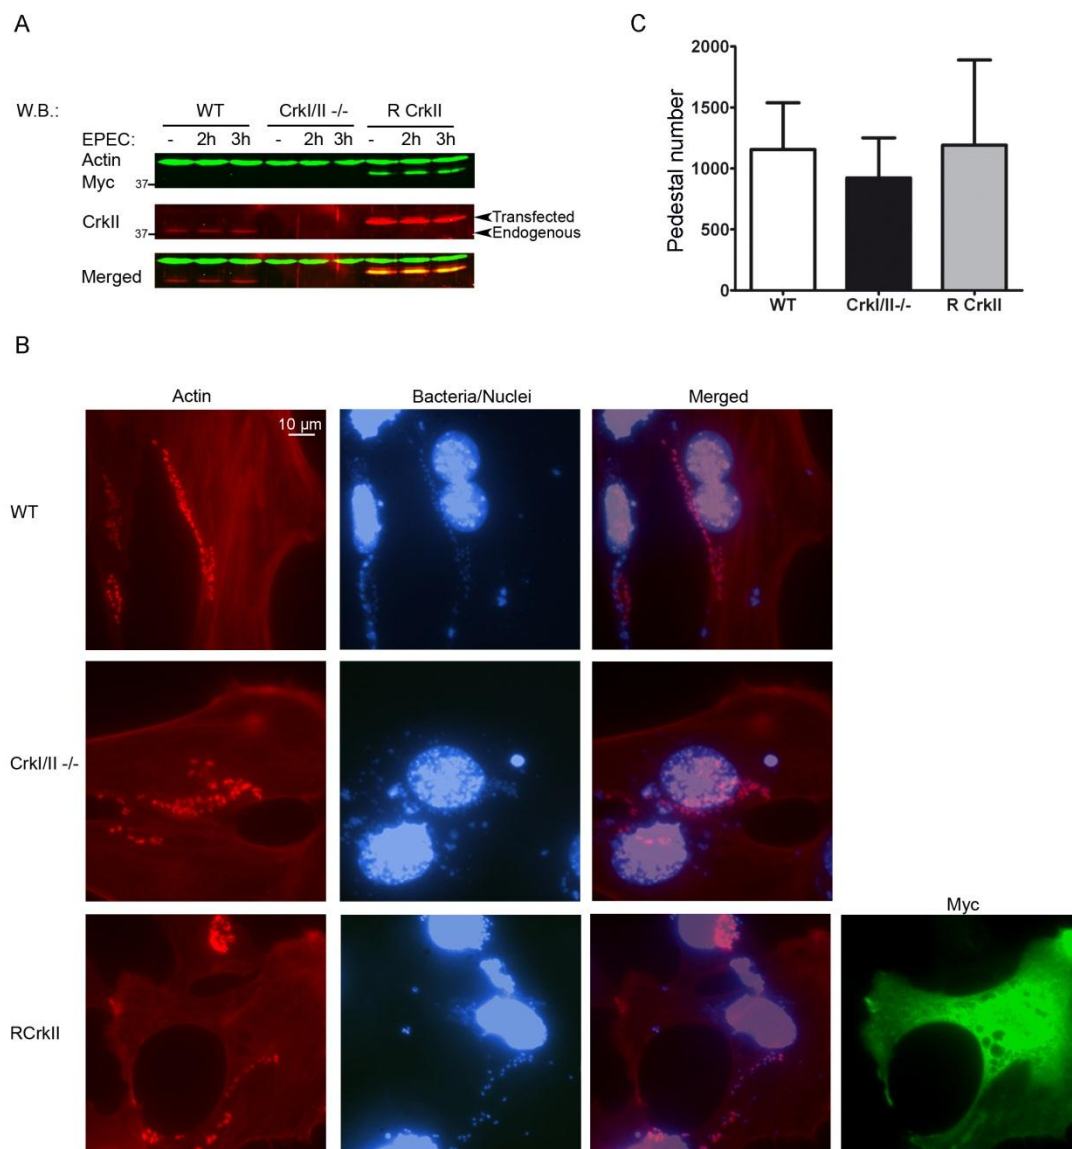 A
W.B.:
WT CrkI/II -/- R CrkII
EPEC: - 2h 3h - 2h 3h - 2h 3h
Actin
Myc
37
CrkII
37
Transfected
Endogenous
Merged
C
Pedestal number
2000
1500
1000
500
0
WT CrkI/II-/- R CrkII
B
Actin Bacteria/Nuclei Merged
10 µm
WT
CrkI/II -/-
Myc
RCrkII